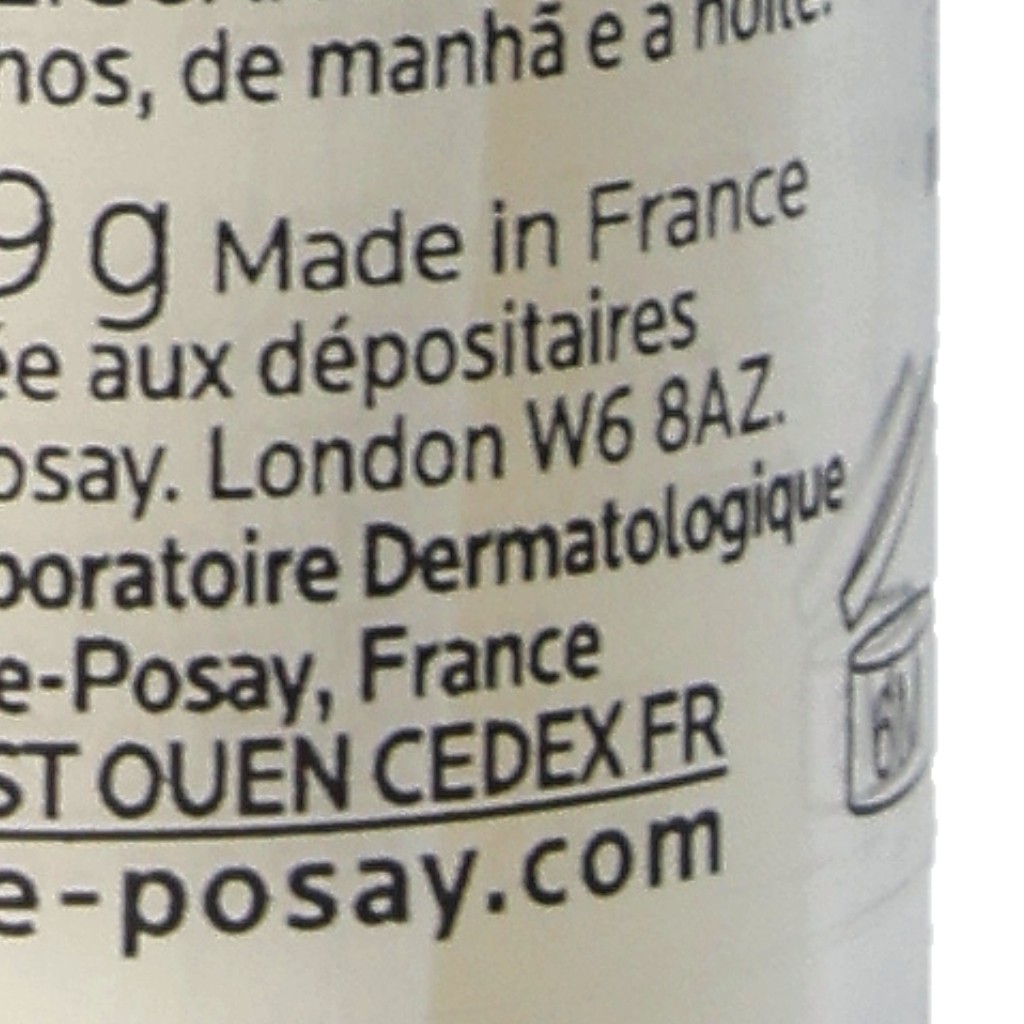 nos, de manhã e à noite.
9 g Made in France
ée aux dépositaires
osay. London W6 8AZ.
boratoire Dermatologique
e-Posay, France
ST OUEN CEDEX FR
e-posay.com
6M